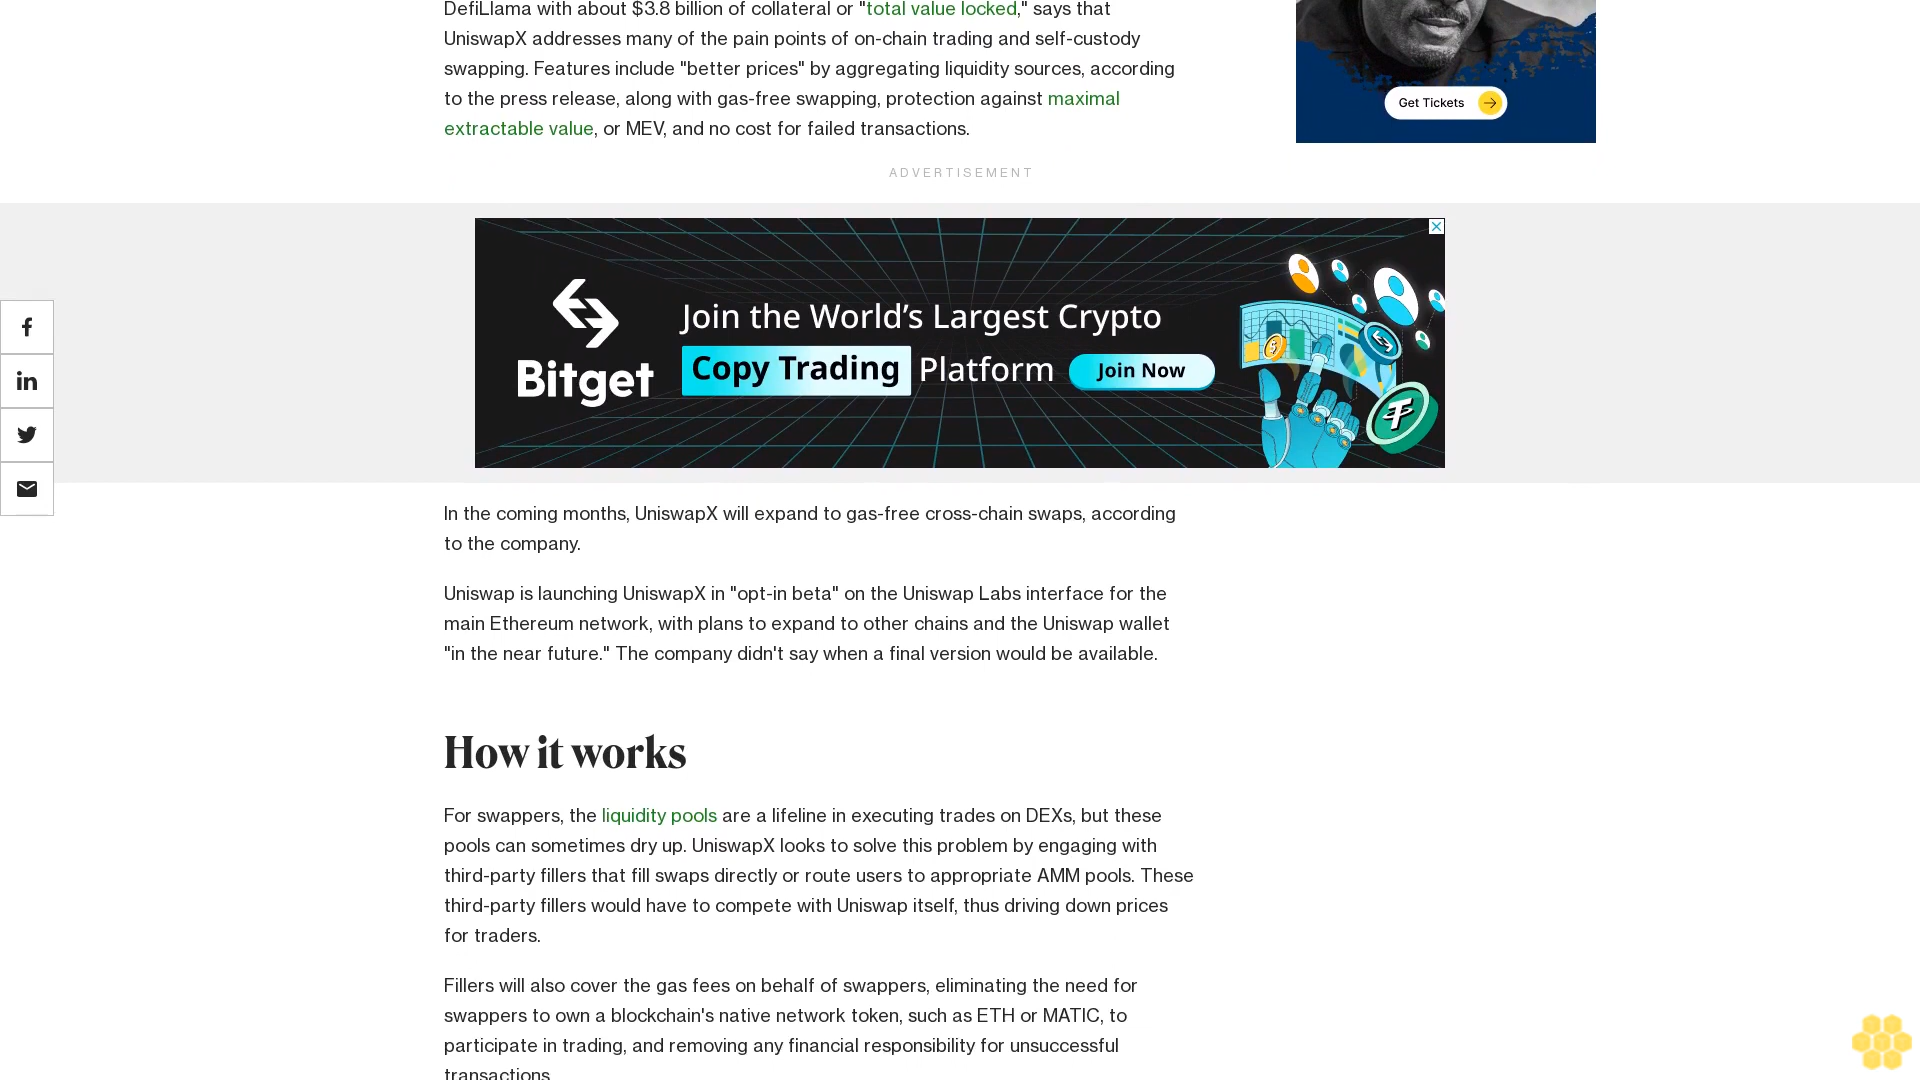 DefiLlama with about $3.8 billion of collateral or "total value locked," says that
UniswapX addresses many of the pain points of on-chain trading and self-custody
swapping. Features include "better prices" by aggregating liquidity sources, according
to the press release, along with gas-free swapping, protection against maximal
extractable value, or MEV, and no cost for failed transactions.
Get Tickets
ADVERTISEMENT
Bitget
Join the World’s Largest Crypto
Copy Trading Platform Join Now
In the coming months, UniswapX will expand to gas-free cross-chain swaps, according
to the company.
Uniswap is launching UniswapX in "opt-in beta" on the Uniswap Labs interface for the
main Ethereum network, with plans to expand to other chains and the Uniswap wallet
"in the near future." The company didn't say when a final version would be available.
How it works
For swappers, the liquidity pools are a lifeline in executing trades on DEXs, but these
pools can sometimes dry up. UniswapX looks to solve this problem by engaging with
third-party fillers that fill swaps directly or route users to appropriate AMM pools. These
third-party fillers would have to compete with Uniswap itself, thus driving down prices
for traders.
Fillers will also cover the gas fees on behalf of swappers, eliminating the need for
swappers to own a blockchain's native network token, such as ETH or MATIC, to
participate in trading, and removing any financial responsibility for unsuccessful
transactions.